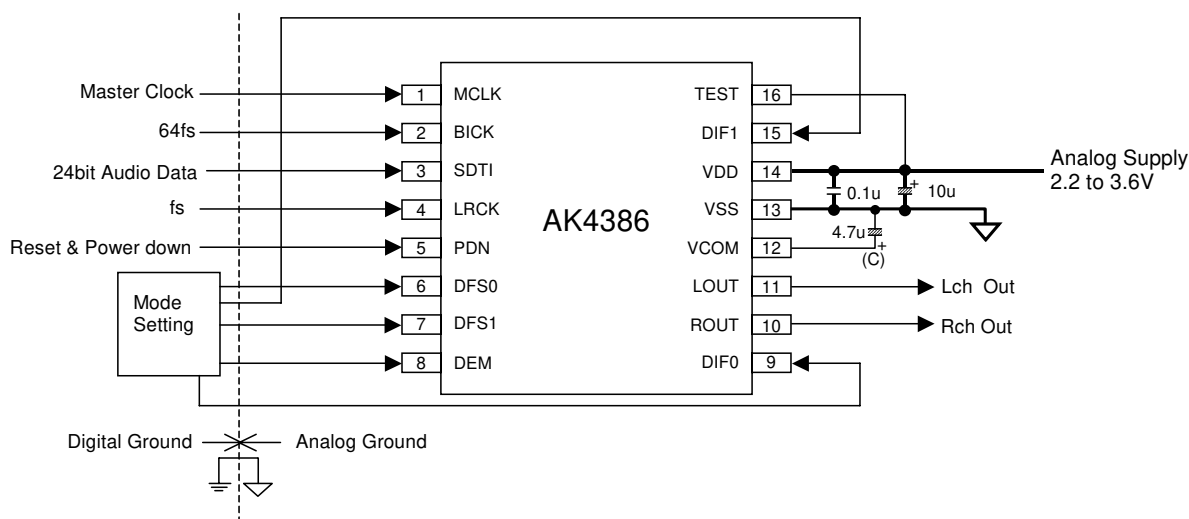 Master Clock
64fs
24bit Audio Data
fs
Reset & Power down
Mode
Setting
1 MCLK
2 BICK
3 SDTI
4 LRCK
5 PDN
6 DFS0
7 DFS1
8 DEM
AK4386
TEST 16
DIF1 15
VDD 14
VSS 13
VCOM 12
LOUT 11
ROUT 10
DIF0 9
0.1u
+
10u
4.7u
+
(C)
Analog Supply
2.2 to 3.6V
Lch Out
Rch Out
Digital Ground
Analog Ground